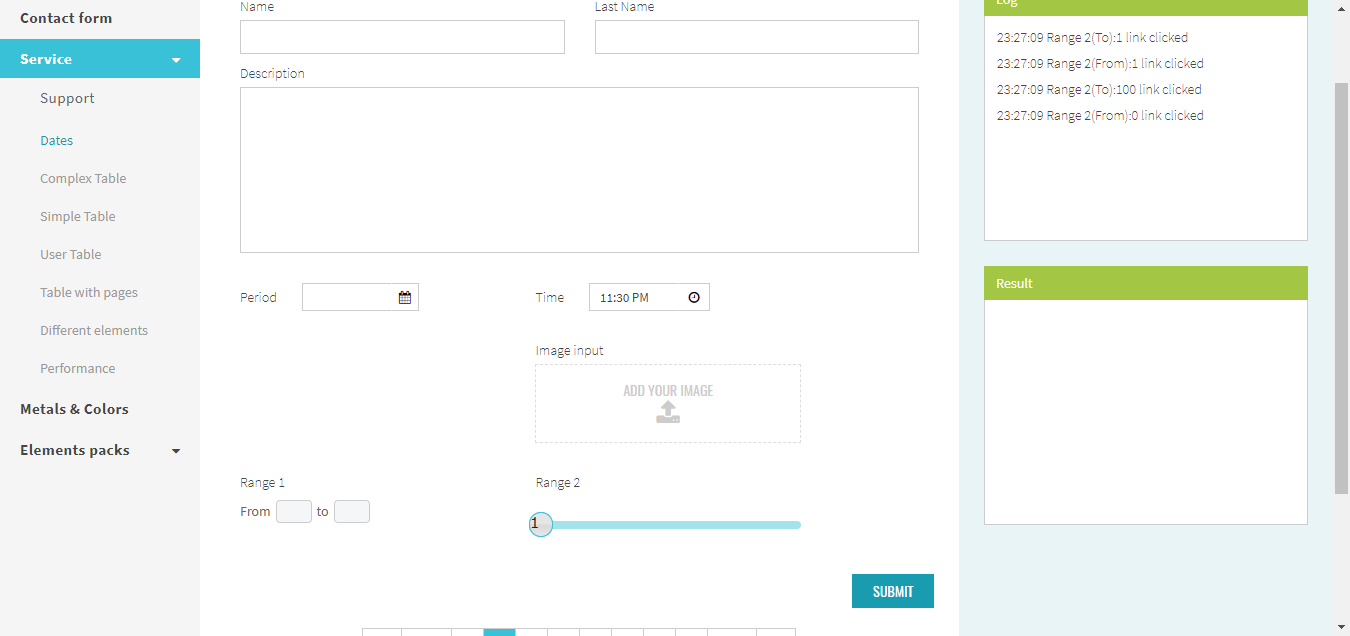 Contact form
Service
Support
Dates
Complex Table
Simple Table
User Table
Table with pages
Different elements
Performance
Metals & Colors
Elements packs
Name
Last Name
Description
Period
Time
11:30 PM
Image input
ADD YOUR IMAGE
Range 1
From
to
Range 2
1
SUBMIT
Log
23:27:09 Range 2(To):1 link clicked
23:27:09 Range 2(From):1 link clicked
23:27:09 Range 2(To):100 link clicked
23:27:09 Range 2(From):0 link clicked
Result